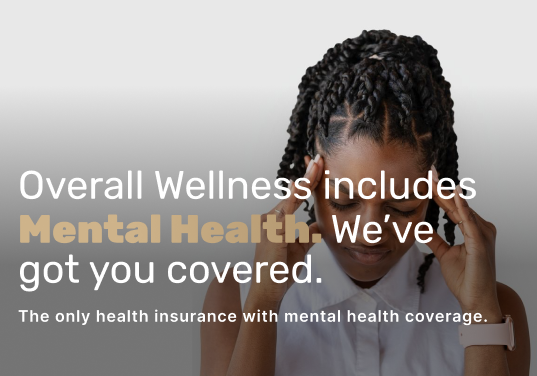 Overall Wellness includes
Mental Health. We’ve
got you covered.
The only health insurance with mental health coverage.